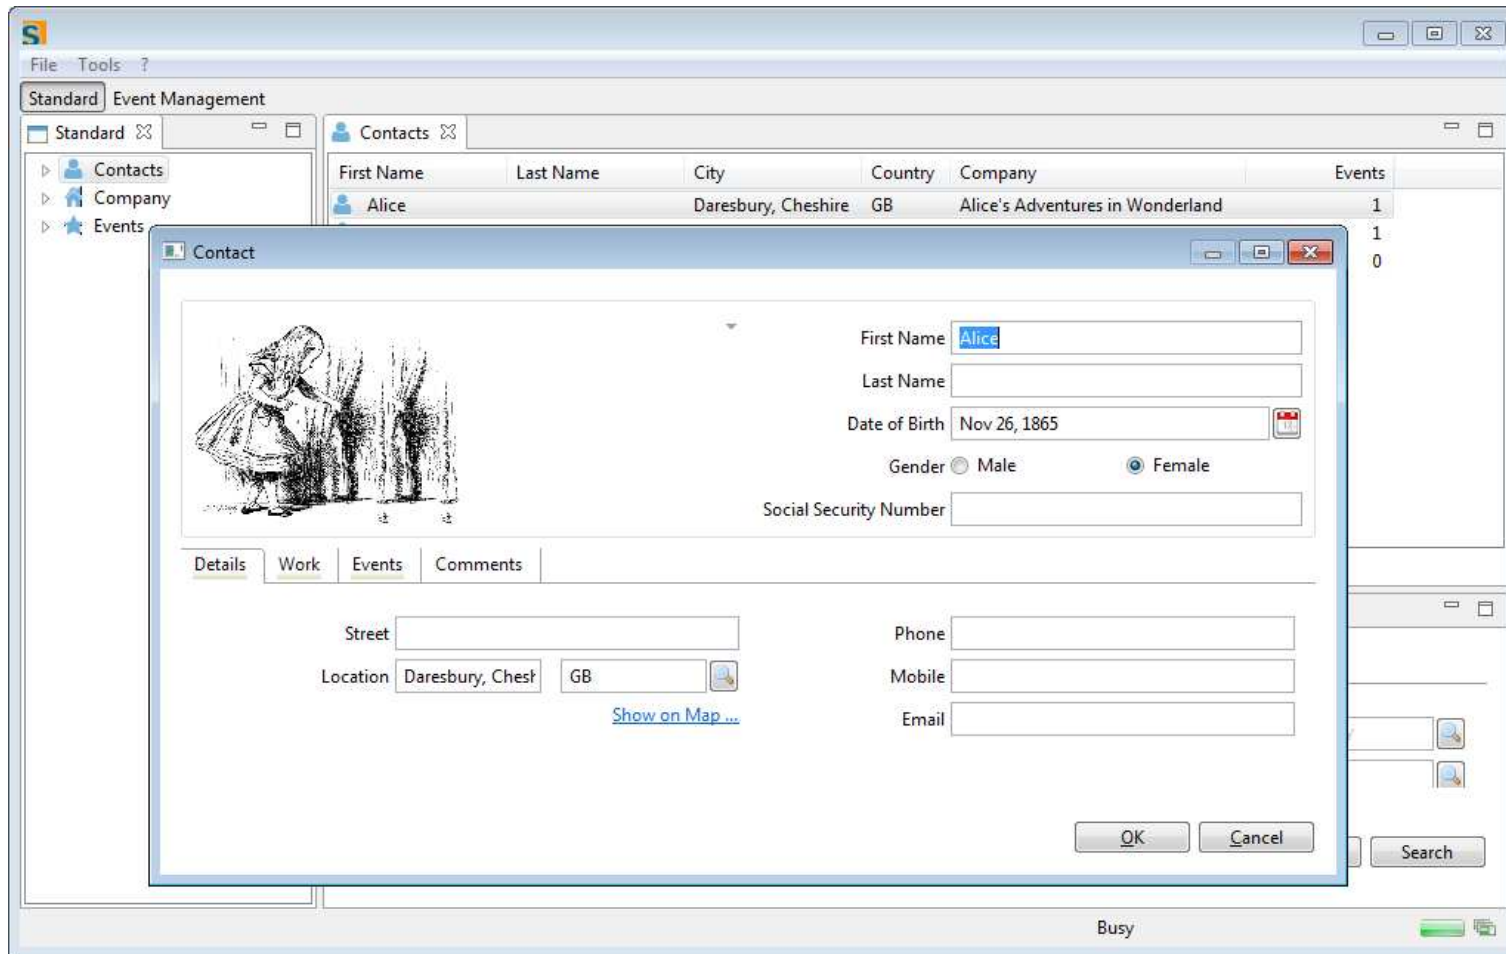 S
File Tools ?
Standard Event Management
Standard
Contacts
Contacts
Company
Events
First Name Last Name City Country Company Events
Alice Daresbury, Cheshire GB Alice's Adventures in Wonderland 1
1
0
Contact
First Name Alice
Last Name
Date of Birth Nov 26, 1865
Gender Male Female
Social Security Number
Details Work Events Comments
Street
Phone
Location Daresbury, Chesh GB
Mobile
Show on Map ...
Email
OK Cancel
Search
Busy